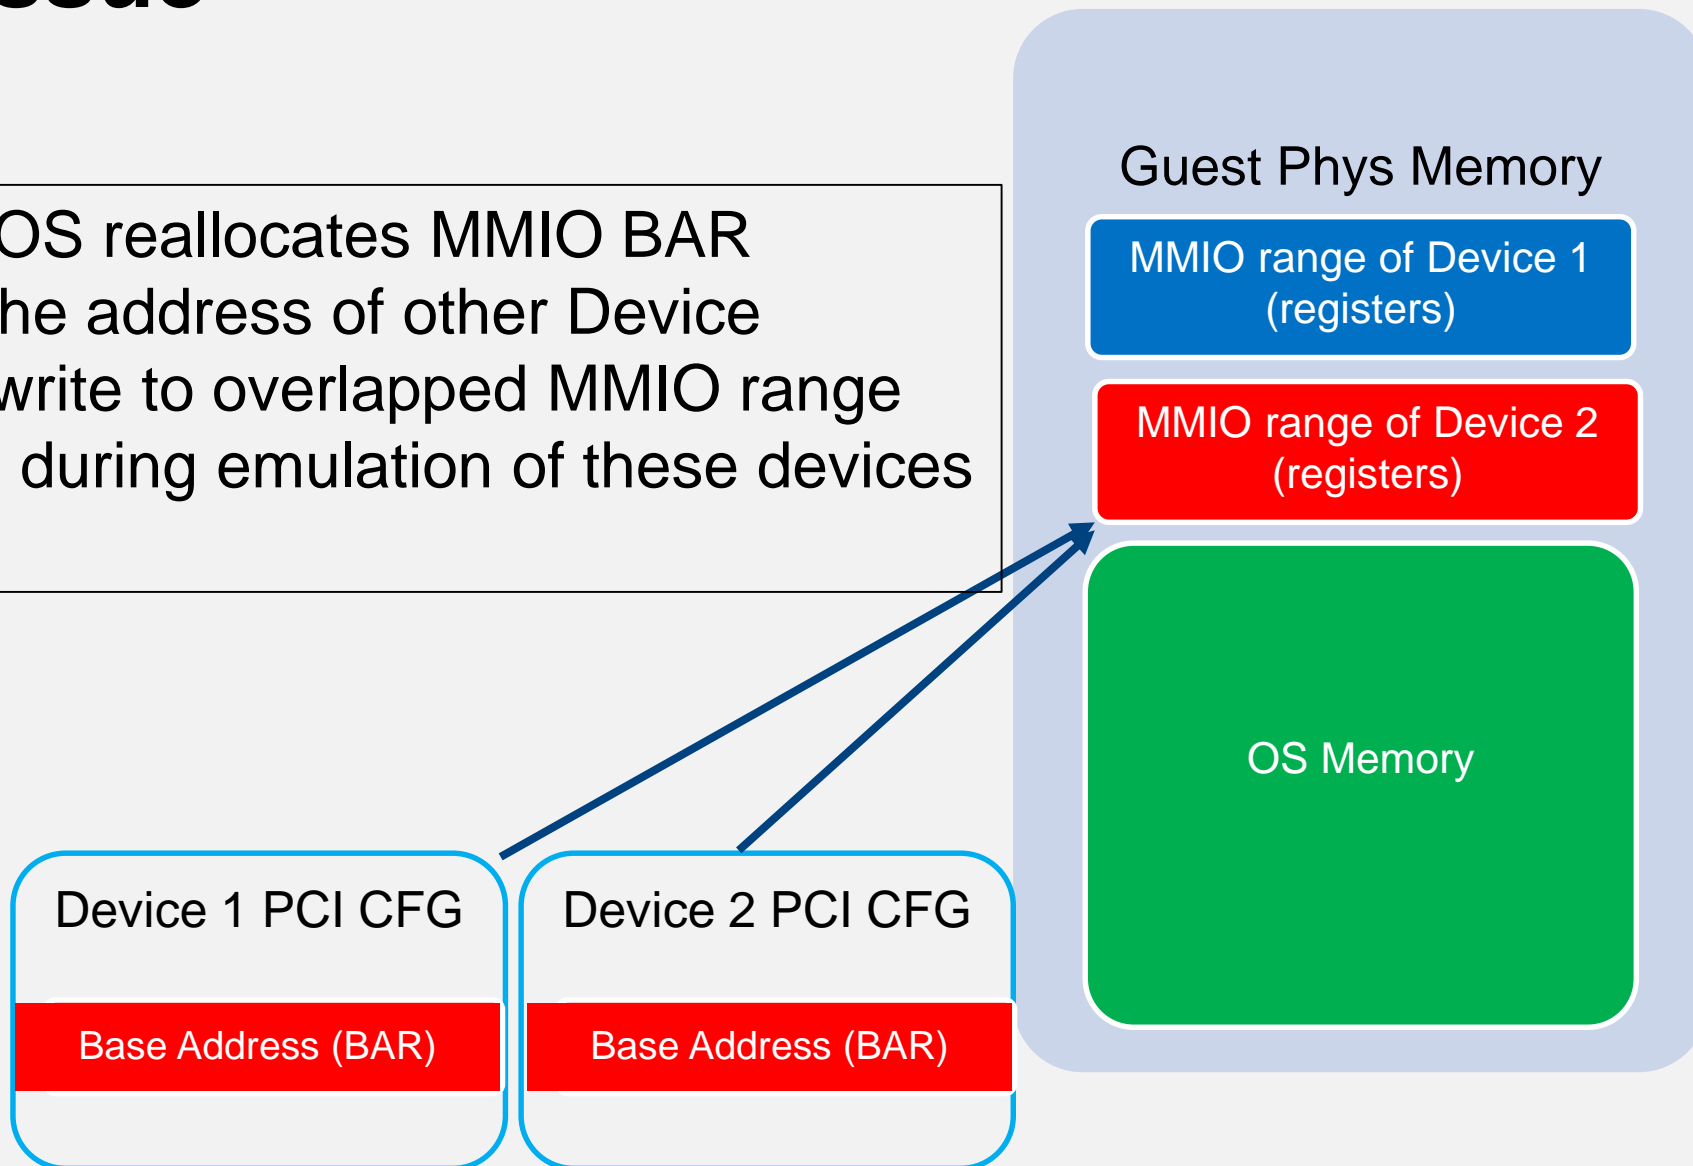 OS reallocates MMIO BAR
he address of other Device
write to overlapped MMIO range
during emulation of these devices
Guest Phys Memory
MMIO range of Device 1
(registers)
MMIO range of Device 2
(registers)
OS Memory
Device 1 PCI CFG
Device 2 PCI CFG
Base Address (BAR)
Base Address (BAR)